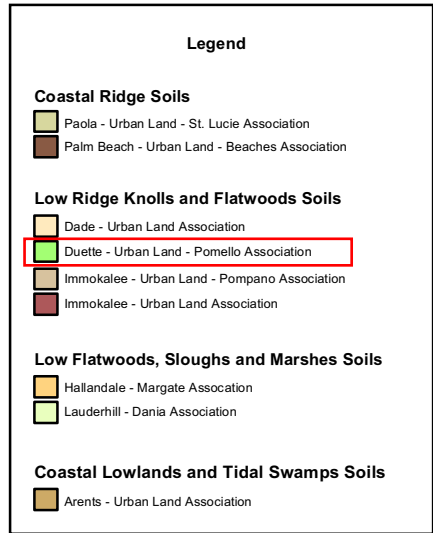 Legend
Coastal Ridge Soils
Paola - Urban Land - St. Lucie Association
Palm Beach - Urban Land - Beaches Association
Low Ridge Knolls and Flatwoods Soils
Dade - Urban Land Association
Duette - Urban Land - Pomello Association
Immokalee - Urban Land - Pompano Association
Immokalee - Urban Land Association
Low Flatwoods, Sloughs and Marshes Soils
Hallandale - Margate Assocation
Lauderhill - Dania Association
Coastal Lowlands and Tidal Swamps Soils
Arents - Urban Land Association